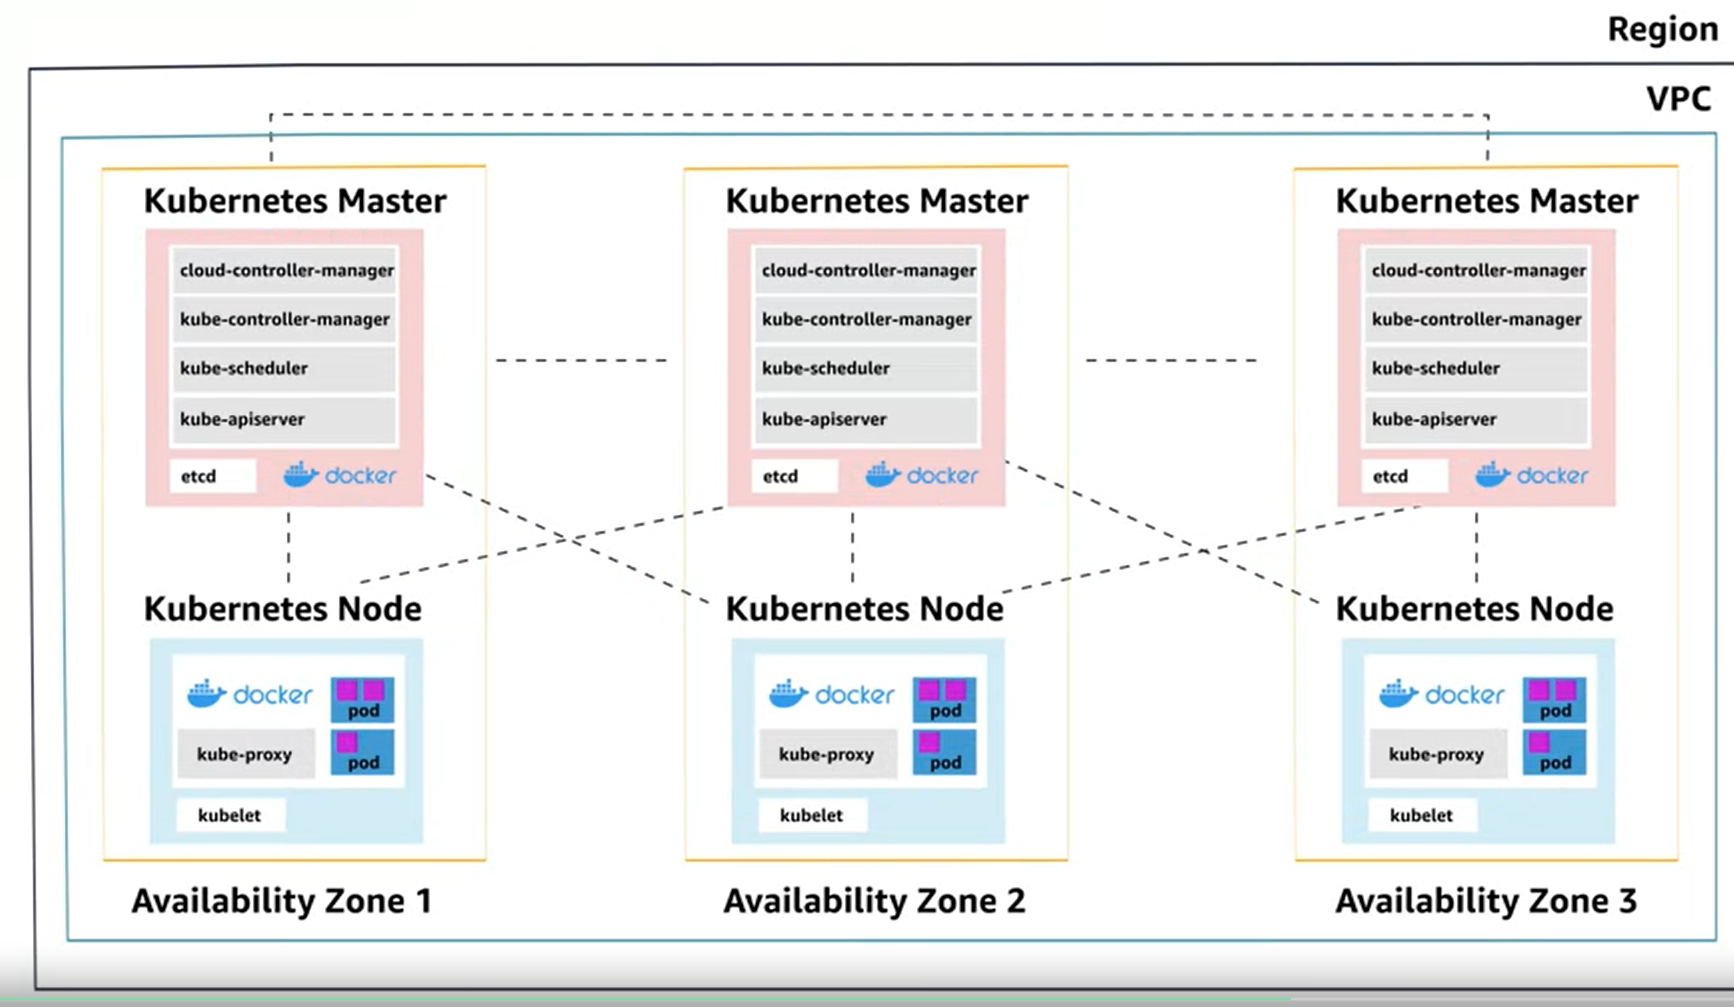 Region
VPC
Kubernetes Master
cloud-controller-manager
kube-controller-manager
kube-scheduler
kube-apiserver
etcd
docker
Kubernetes Master
cloud-controller-manager
kube-controller-manager
kube-scheduler
kube-apiserver
etcd
docker
Kubernetes Master
cloud-controller-manager
kube-controller-manager
kube-scheduler
kube-apiserver
etcd
docker
Kubernetes Node
docker
pod
kube-proxy
pod
kubelet
Kubernetes Node
docker
pod
kube-proxy
pod
kubelet
Kubernetes Node
docker
pod
kube-proxy
pod
kubelet
Availability Zone 1
Availability Zone 2
Availability Zone 3